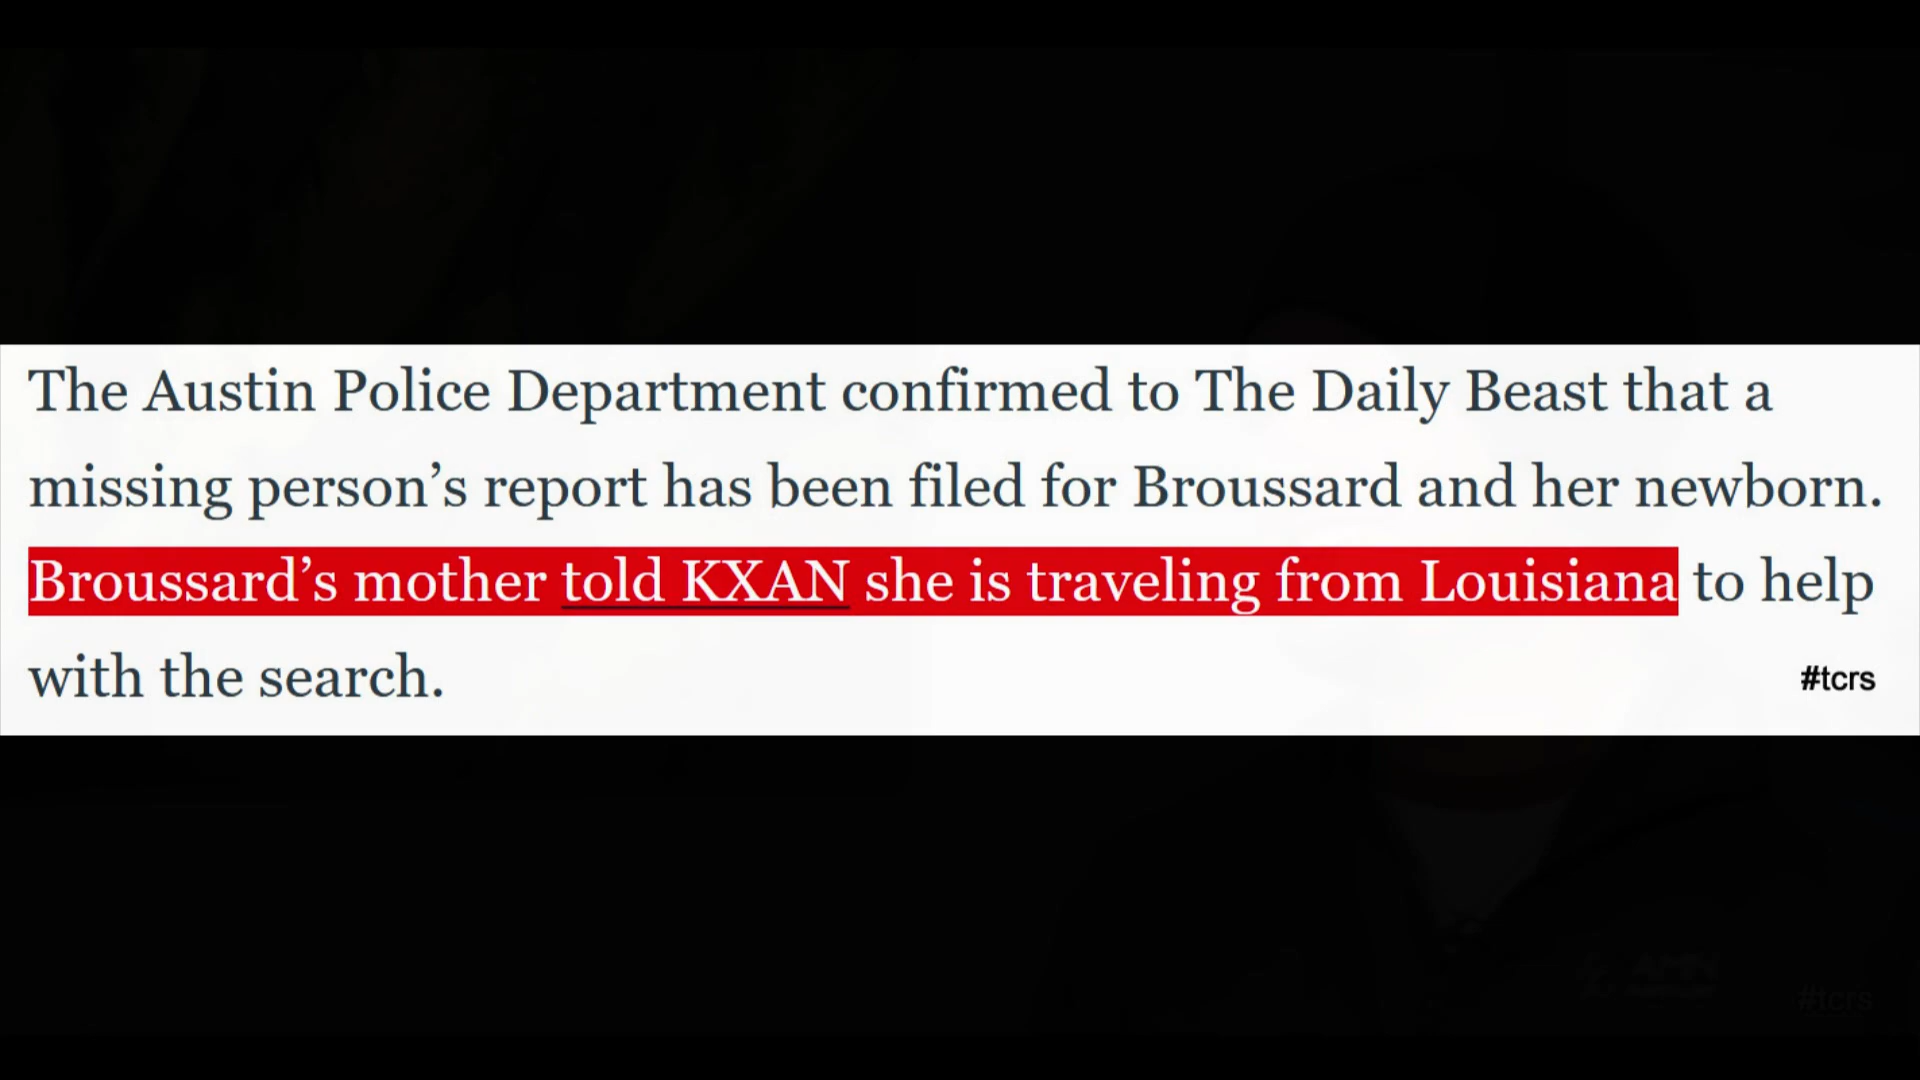 The Austin Police Department confirmed to The Daily Beast that a
missing person’s report has been filed for Broussard and her newborn.
Broussard’s mother told KXAN she is traveling from Louisiana to help
with the search.
#tcrs
#tcrs